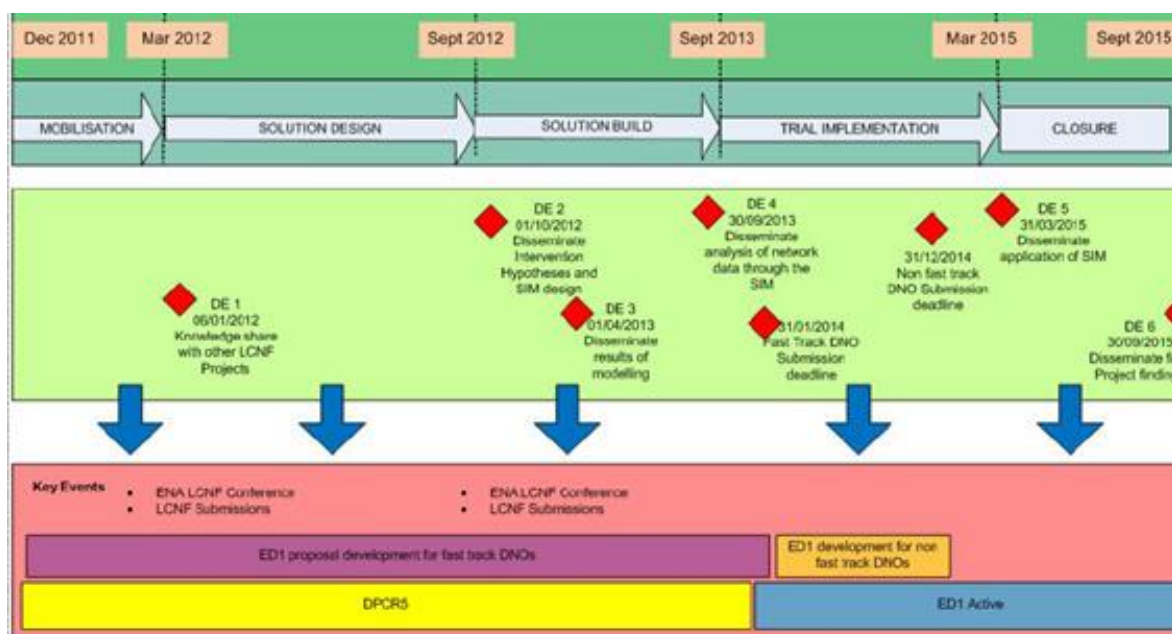 Dec 2011 Mar 2012 Sept 2012 Sept 2013 Mar 2015 Sept 2015
MOBILISATION SOLUTION DESIGN SOLUTION BUILD TRIAL IMPLEMENTATION CLOSURE
DE 1
06/01/2012
Knowledge share
with other LCNF
Projects
DE 2
01/10/2012
Disseminate
Intervention
Hypotheses and
SIM design
DE 3
01/04/2013
Disseminate
results of
modelling
DE 4
30/09/2013
Disseminate
analysis of network
data through the
SIM
31/01/2014
Fast Track DNO
Submission
deadline
31/12/2014
Non fast track
DNO Submission
deadline
DE 5
31/03/2015
Disseminate
application of SIM
DE 6
30/09/2015
Disseminate
Project finding
Key Events
• ENA LCNF Conference
• LCNF Submissions
• ENA LCNF Conference
• LCNF Submissions
ED1 proposal development for fast track DNOs
ED1 development for non
fast track DNOs
DPCR5
ED1 Active